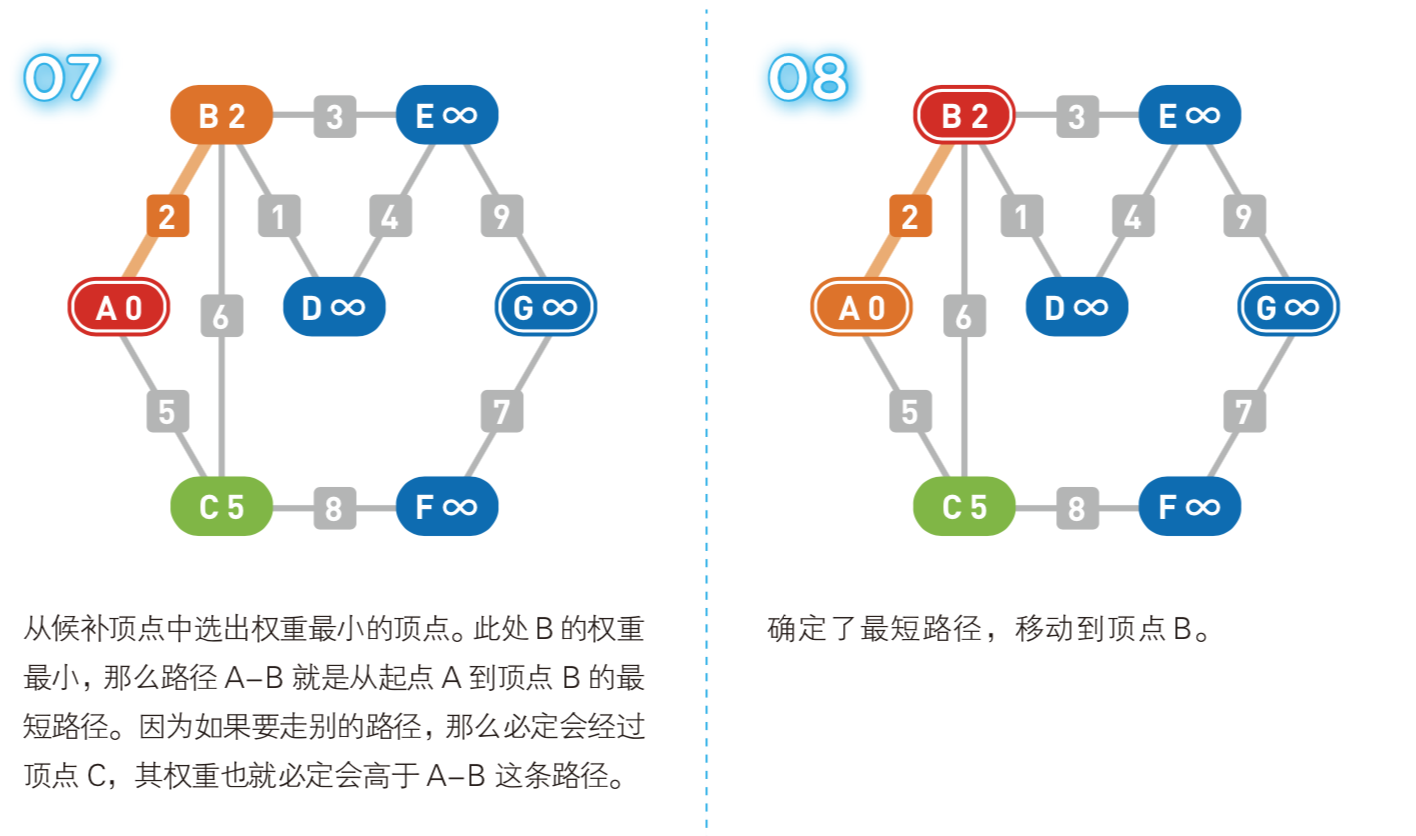 07
B 2
3
E ∞
2
1
4
9
A 0
6
D ∞
G ∞
5
7
C 5
8
F ∞
从候补顶点中选出权重最小的顶点。此处 B 的权重
最小，那么路径 A–B 就是从起点 A 到顶点 B 的最
短路径。因为如果要走别的路径，那么必定会经过
顶点 C，其权重也就必定会高于 A–B 这条路径。
08
B 2
3
E ∞
2
1
4
9
A 0
6
D ∞
G ∞
5
7
C 5
8
F ∞
确定了最短路径，移动到顶点 B。